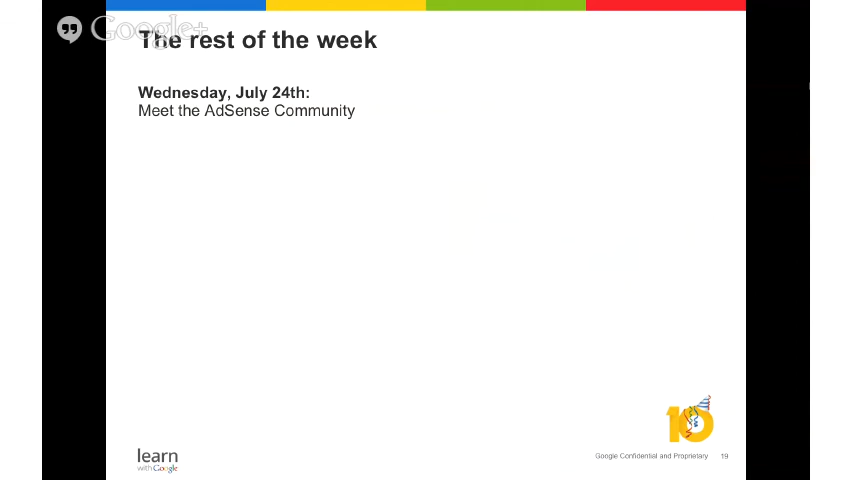 Google+
The rest of the week
Wednesday, July 24th:
Meet the AdSense Community
10
learn
with Google
Google Confidential and Proprietary 19